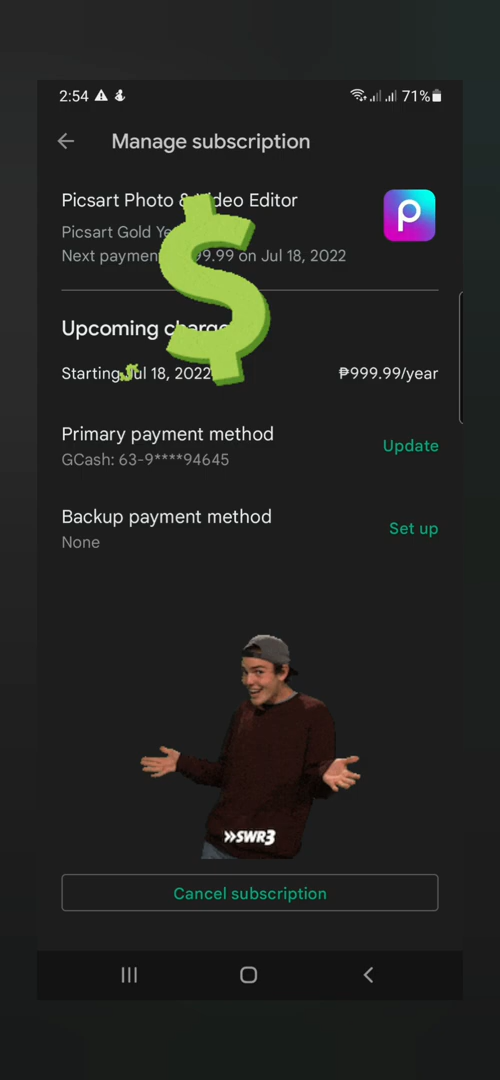 2:54
71%
Manage subscription
Picsart Photo & Video Editor
Picsart Gold
Next payment 99.99 on Jul 18, 2022
Upcoming charge
Starting Jul 18, 2022
₱999.99/year
Primary payment method
Update
GCash: 63-9****94645
Backup payment method
Set up
None
»SWR3
Cancel subscription